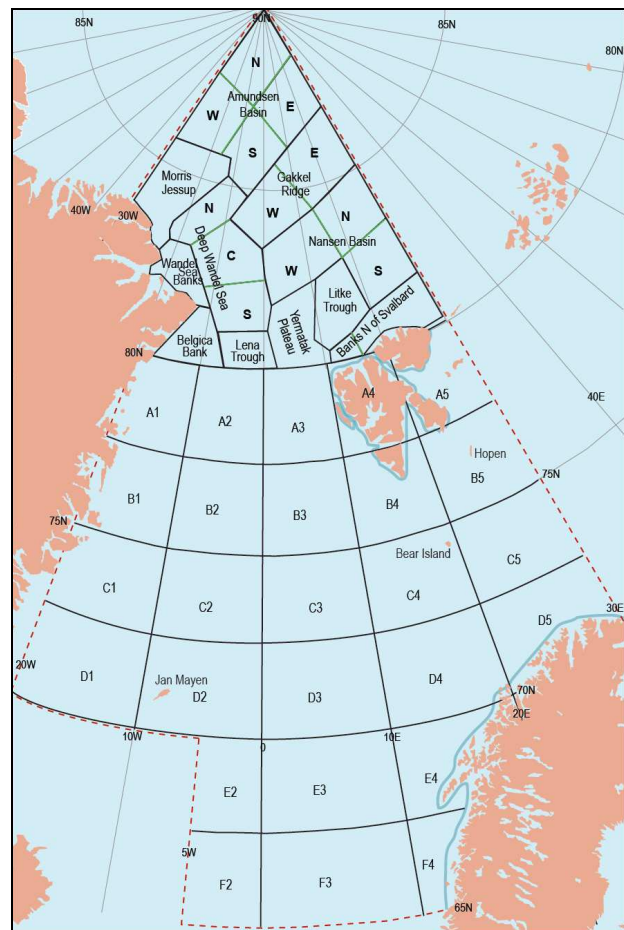 85N
90N
85N
80N
N
Amundsen
Basin
W
E
S
E
Morris
Jessup
Gakkel
Ridge
40W
30W
N
W
N
Nansen Basin
Deep Wandel Sea
C
Wandel
Sea
Banks
W
S
Litke
Trough
S
Yermatak
Plateau
Banks N of Svalbard
Belgica
Bank
Lena
Trough
80N
A1
A2
A3
A4
A5
40E
Hopen
75N
B1
B2
B3
B4
B5
75N
Bear Island
C1
C2
C3
C4
C5
30E
D5
20W
D1
Jan Mayen
D2
D3
D4
70N
20E
10W
0
10E
E2
E3
E4
5W
F2
F3
F4
65N